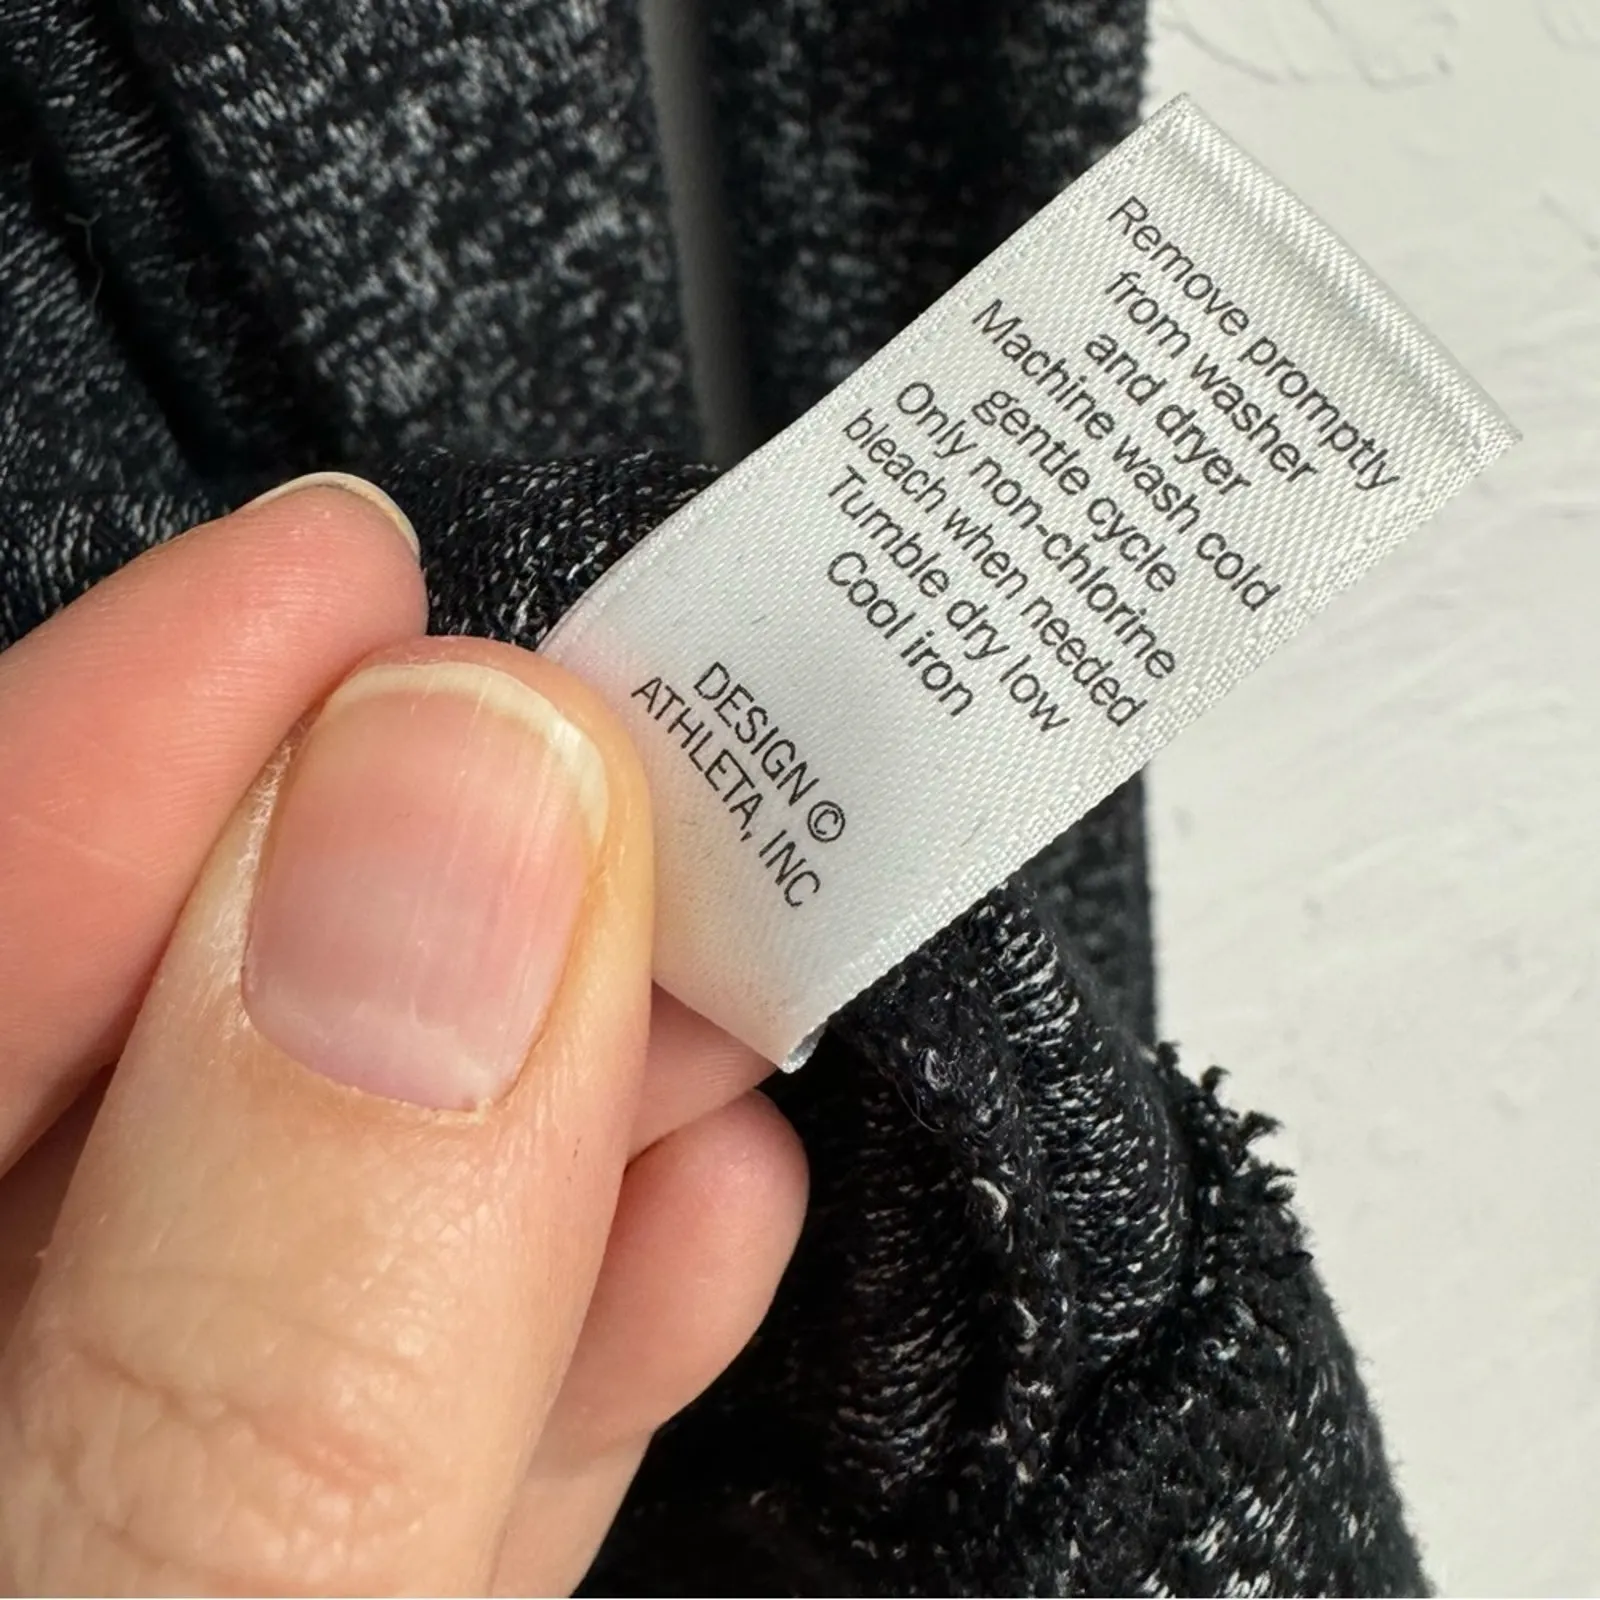 Remove promptly
from washer
and dryer
Machine wash cold
gentle cycle
Only non-chlorine
bleach when needed
Tumble dry low
Cool iron
DESIGN ©
ATHLETA, INC